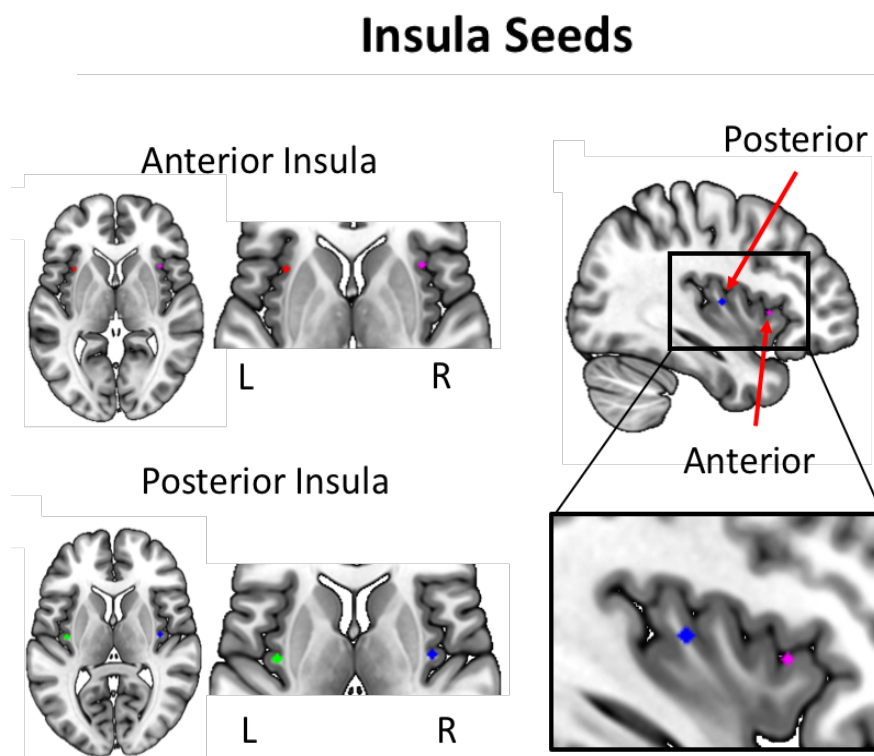 Insula Seeds
Anterior Insula
L R
Posterior Insula
L R
Posterior
Anterior